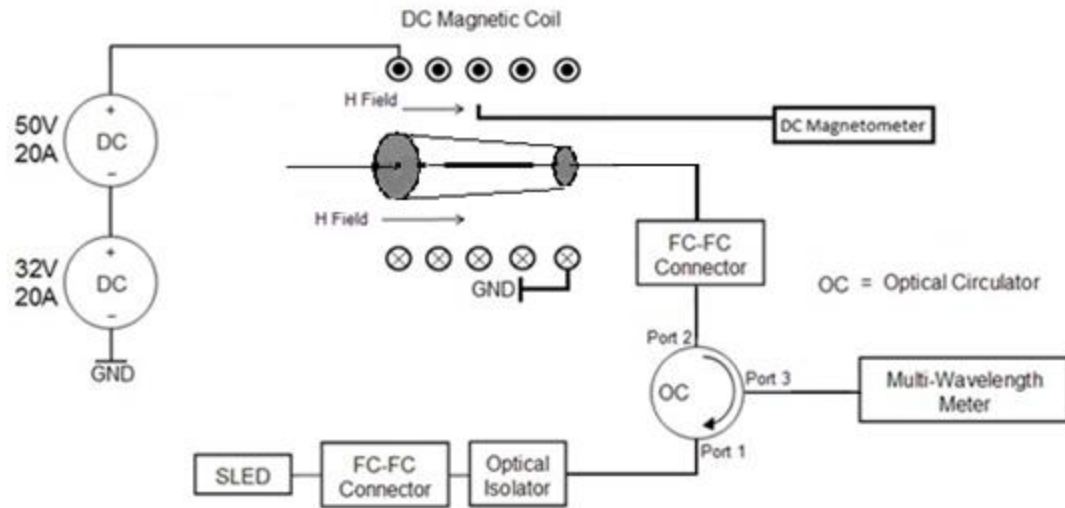 DC Magnetic Coil
H Field
DC Magnetometer
50V
20A
+
DC
−
H Field
FC-FC
Connector
32V
20A
+
DC
−
GND
GND
OC = Optical Circulator
Port 2
OC
Port 3
Multi-Wavelength
Meter
Port 1
SLED
FC-FC
Connector
Optical
Isolator